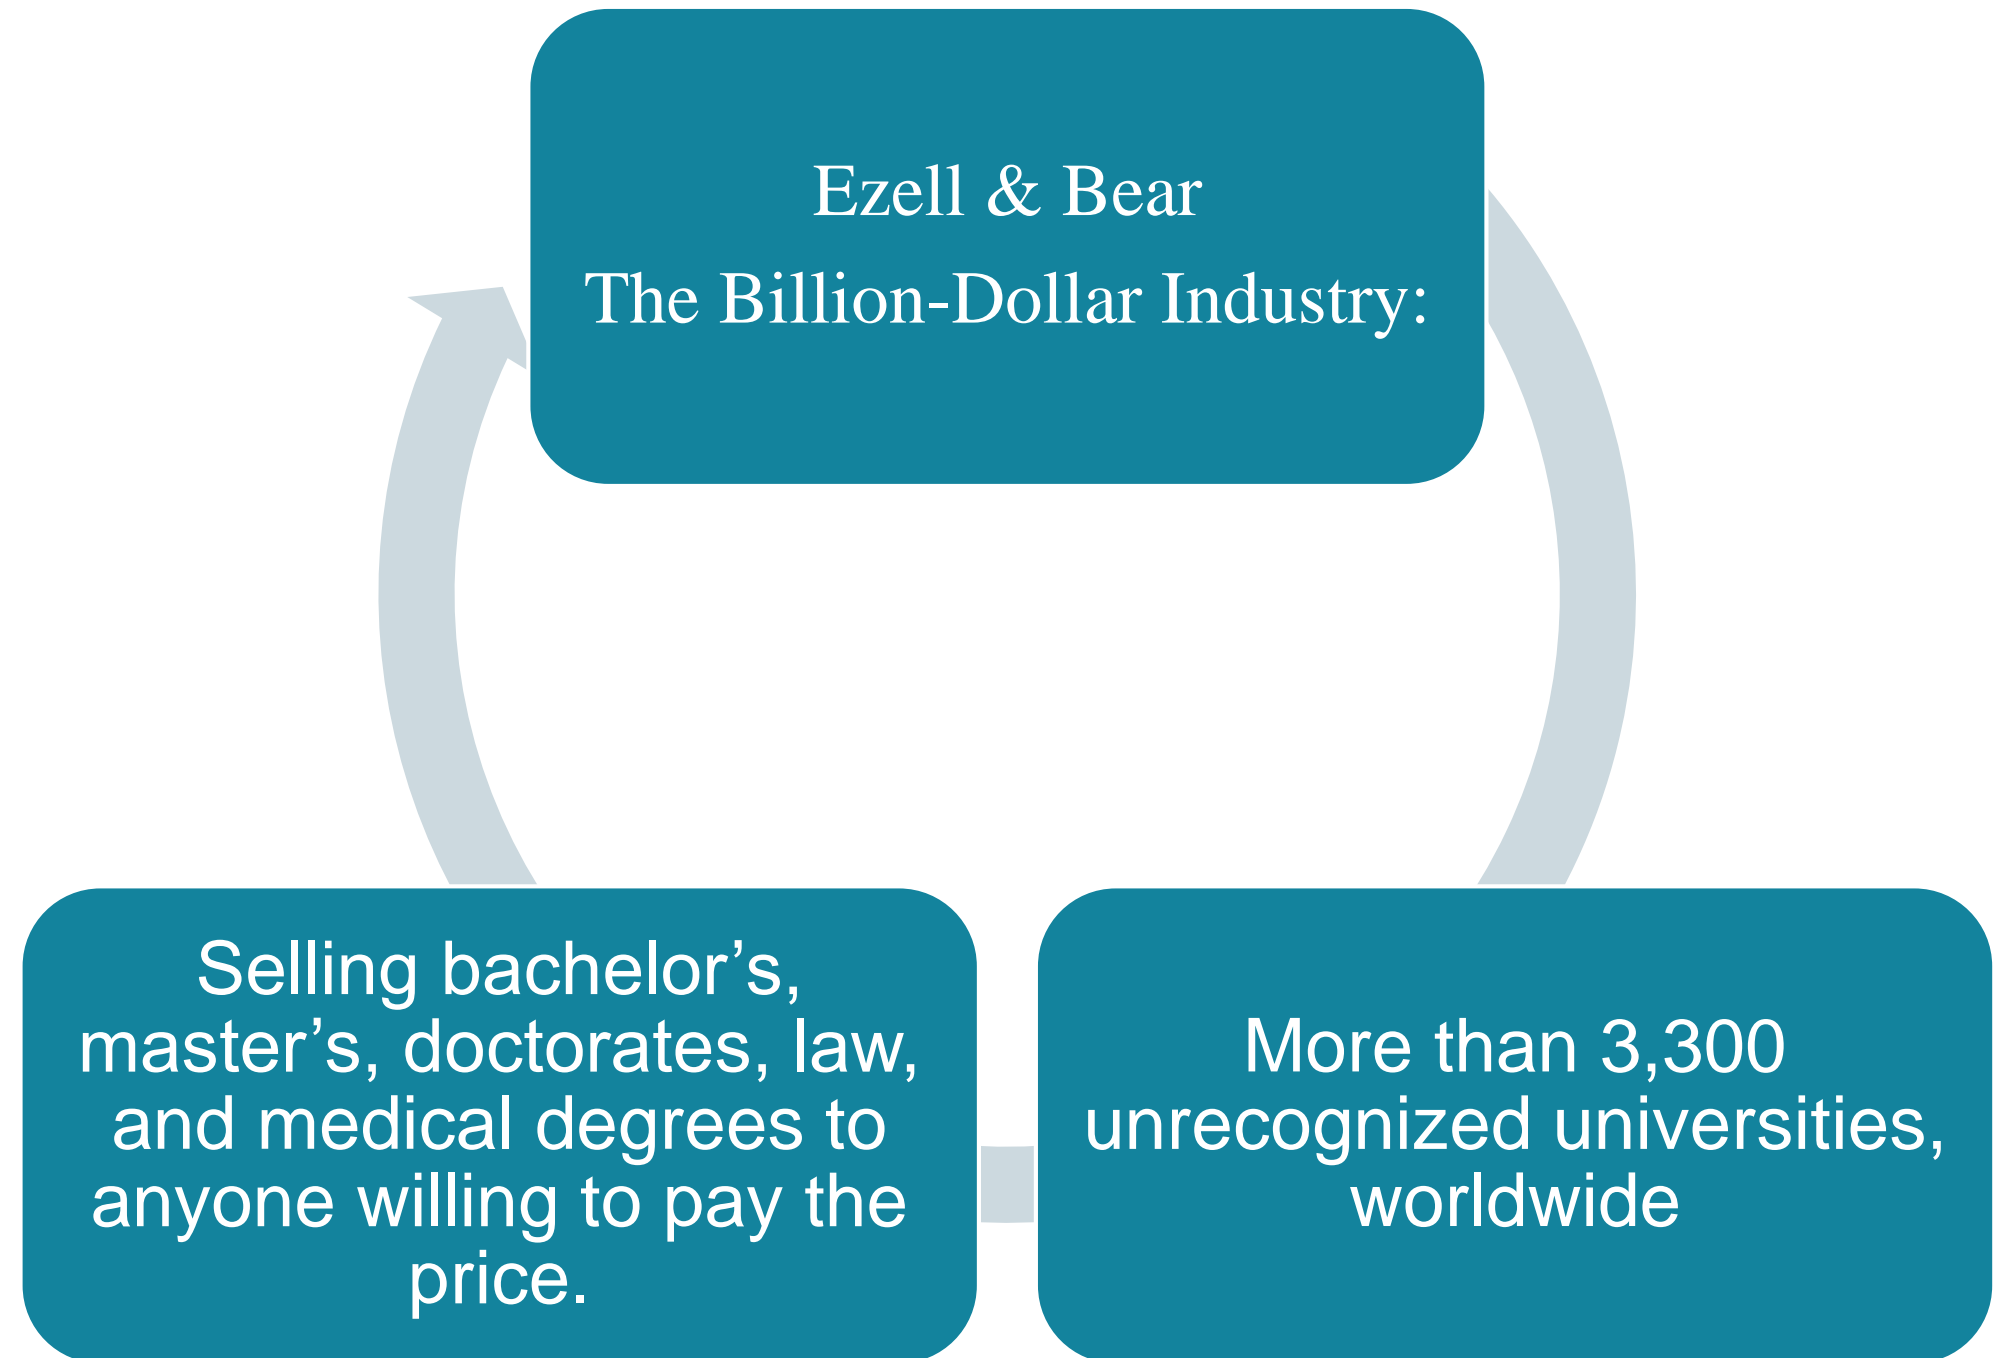 Ezell & Bear
The Billion-Dollar Industry:
More than 3,300
unrecognized universities,
worldwide
Selling bachelor’s,
master’s, doctorates, law,
and medical degrees to
anyone willing to pay the
price.